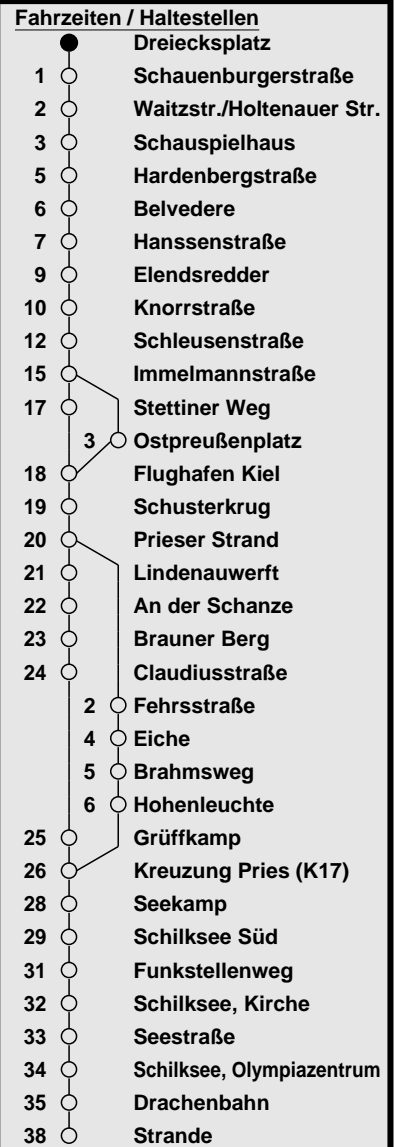 Fahrzeiten / Haltestellen
Dreiecksplatz
1 Schauenburgerstraße
2 Waitzstr./Holtenauer Str.
3 Schauspielhaus
5 Hardenbergstraße
6 Belvedere
7 Hanssenstraße
9 Elendsredder
10 Knorrstraße
12 Schleusenstraße
15 Immelmannstraße
17 Stettiner Weg
3 Ostpreußenplatz
18 Flughafen Kiel
19 Schusterkrug
20 Prieser Strand
21 Lindenauwerft
22 An der Schanze
23 Brauner Berg
24 Claudiusstraße
2 Fehrsstraße
4 Eiche
5 Brahmsweg
6 Hohenleuchte
25 Grüffkamp
26 Kreuzung Pries (K17)
28 Seekamp
29 Schilksee Süd
31 Funkstellenweg
32 Schilksee, Kirche
33 Seestraße
34 Schilksee, Olympiazentrum
35 Drachenbahn
38 Strande